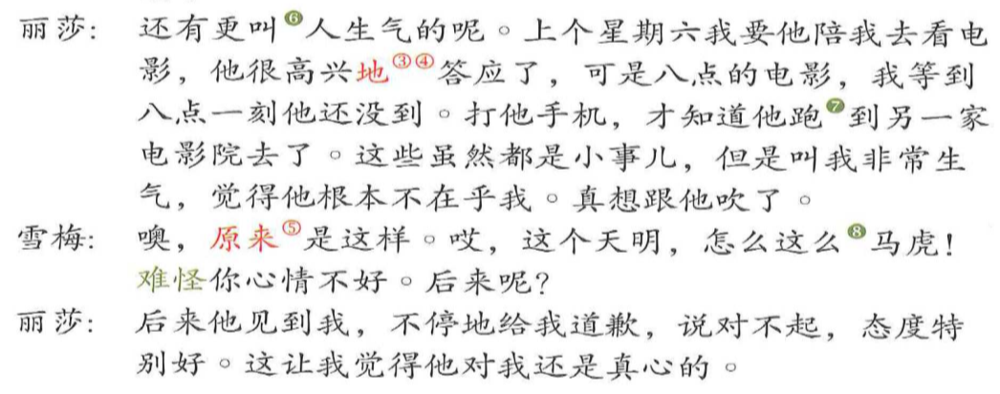 丽莎： 还有更叫❻人生气的呢。上个星期六我要他陪我去看电
影，他很高兴地③④答应了，可是八点的电影，我等到
八点一刻他还没到。打他手机，才知道他跑❼到另一家
电影院去了。这些虽然都是小事儿，但是叫我非常生
气，觉得他根本不在乎我。真想跟他吹了。
雪梅： 噢，原来⑤是这样。哎，这个天明，怎么这么❽马虎！
难怪你心情不好。后来呢？
丽莎： 后来他见到我，不停地给我道歉，说对不起，态度特
别好。这让我觉得他对我还是真心的。